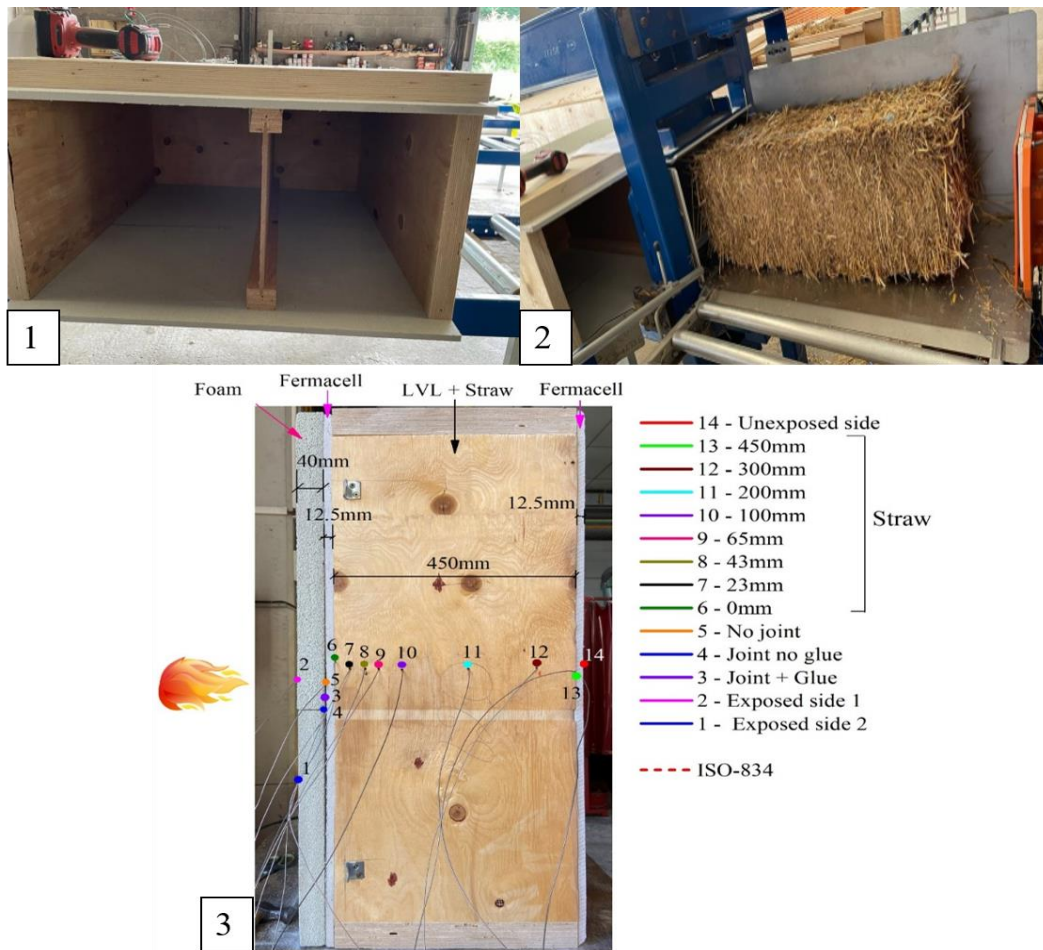 1
2
Foam
Fermacell
LVL + Straw
Fermacell
40mm
12.5mm
12.5mm
450mm
6
7
8
9
10
11
12
14
2
5
3
4
13
1
14 - Unexposed side
13 - 450mm
12 - 300mm
11 - 200mm
10 - 100mm
9 - 65mm
8 - 43mm
7 - 23mm
6 - 0mm
Straw
5 - No joint
4 - Joint no glue
3 - Joint + Glue
2 - Exposed side 1
1 - Exposed side 2
ISO-834
3